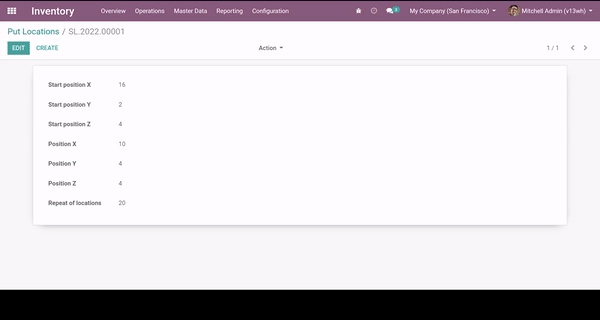 Inventory Overview Operations Master Data Reporting Configuration My Company (San Francisco) Mitchell Admin (v13wh)
Put Locations / SL.2022.00001
EDIT CREATE Action 1 / 1
Start position X 16
Start position Y 2
Start position Z 4
Position X 10
Position Y 4
Position Z 4
Repeat of locations 20